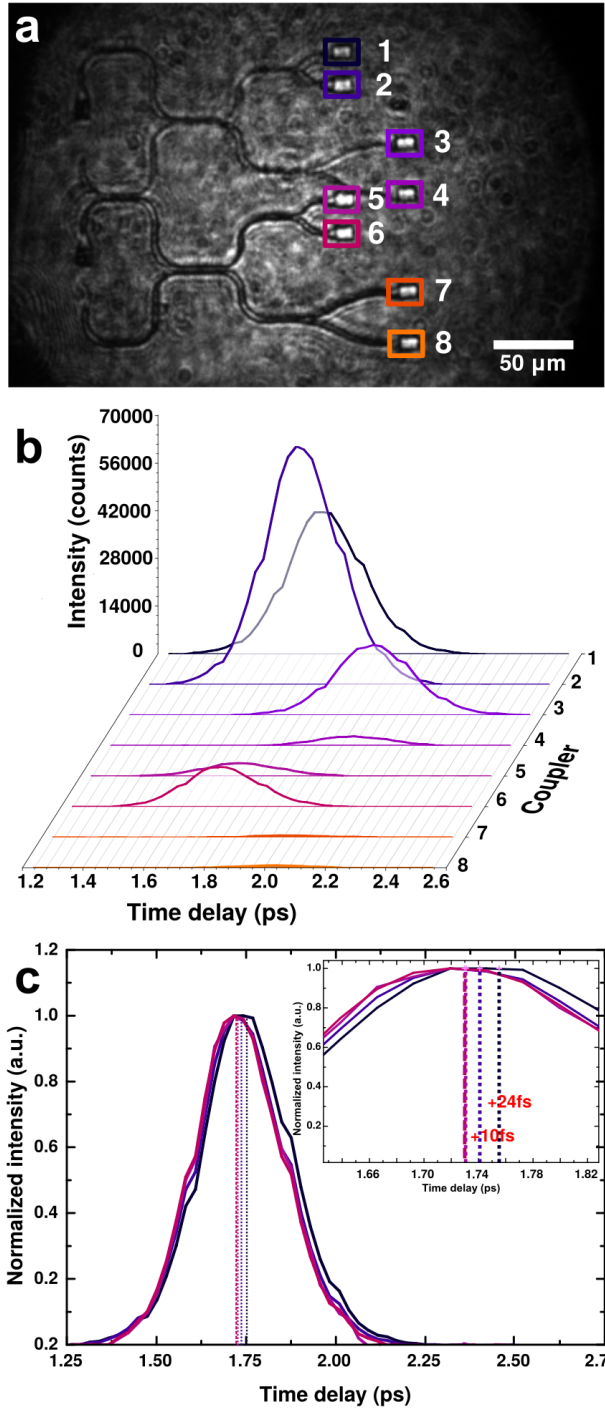 a
1
2
3
5 4
6
7
8
50 µm
b
Intensity (counts)
70000
56000
42000
28000
14000
0
1
2
3
4
5
6
7
8
Coupler
1.2 1.4 1.6 1.8 2.0 2.2 2.4 2.6
Time delay (ps)
c
Normalized intensity (a.u.)
1.2
1.0
0.8
0.6
0.4
0.2
0.2
1.25 1.50 1.75 2.00 2.25 2.50 2.7
Time delay (ps)
Normalized intensity (a.u.)
1.0
0.8
0.6
0.4
0.2
+24fs
+10fs
1.66 1.70 1.74 1.78 1.82
Time delay (ps)